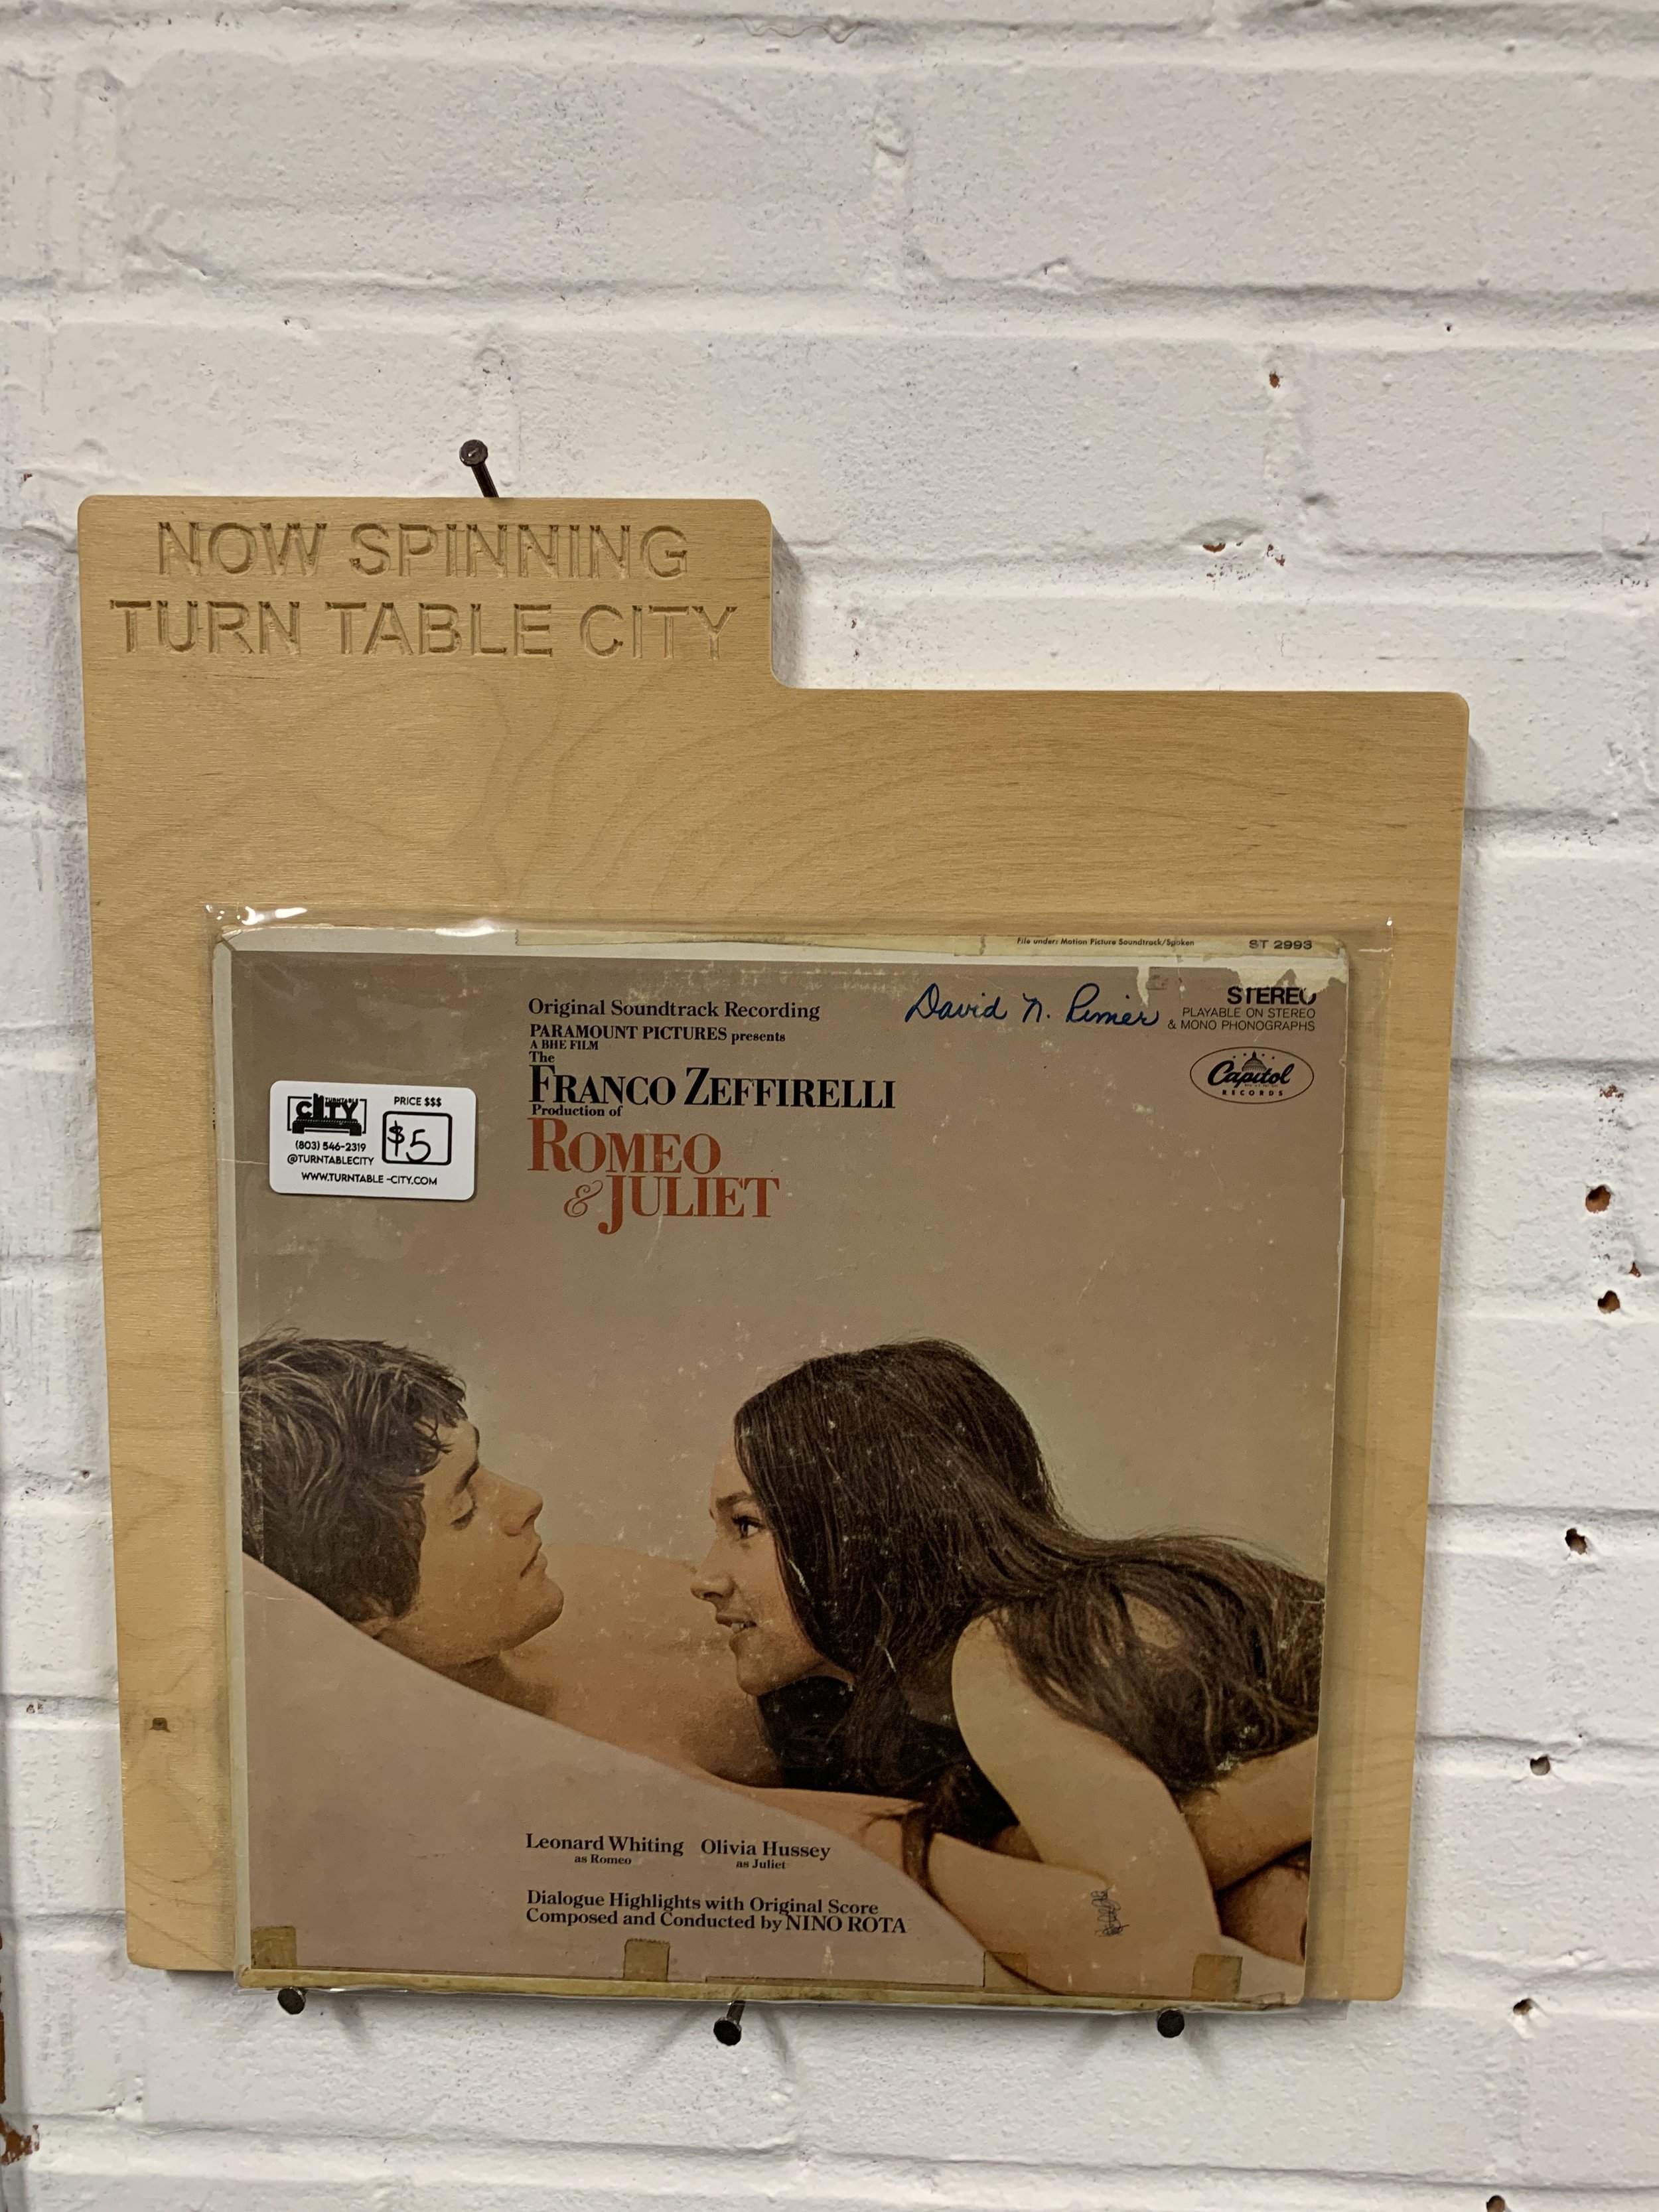 NOW SPINNING
TURN TABLE CITY
File under: Motion Picture Soundtrack/Spoken ST 2993
Original Soundtrack Recording
PARAMOUNT PICTURES presents
A BHE FILM
The
FRANCO ZEFFIRELLI
Production of
ROMEO
& JULIET
David N.
STEREO
PLAYABLE ON STEREO
& MONO PHONOGRAPHS
Capitol
RECORDS
TURNTABLE
CITY
PRICE $$$
$5
(803) 546-2319
@TURNTABLECITY
WWW.TURNTABLE-CITY.COM
Leonard Whiting Olivia Hussey
as Romeo as Juliet
Dialogue Highlights with Original Score
Composed and Conducted by NINO ROTA